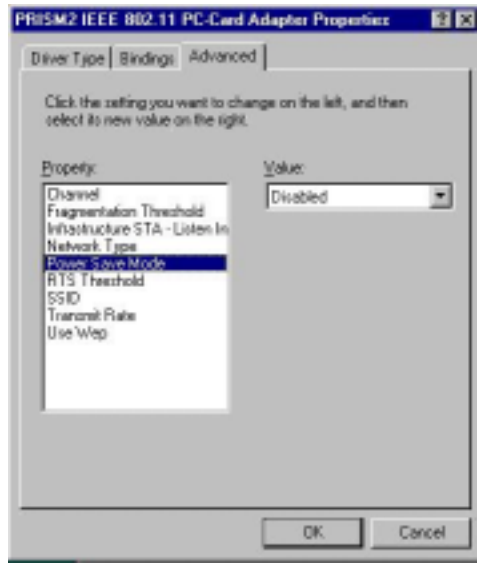 PRISM2 IEEE 802.11 PC-Card Adapter Properties
Driver Type Bindings Advanced
Click the setting you want to change on the left, and then
select its new value on the right.
Property:
Value:
Channel
Fragmentation Threshold
Infrastructure STA - Listen In
Network Type
Power Save Mode
RTS Threshold
SSID
Transmit Rate
Use Wep
Disabled
OK
Cancel